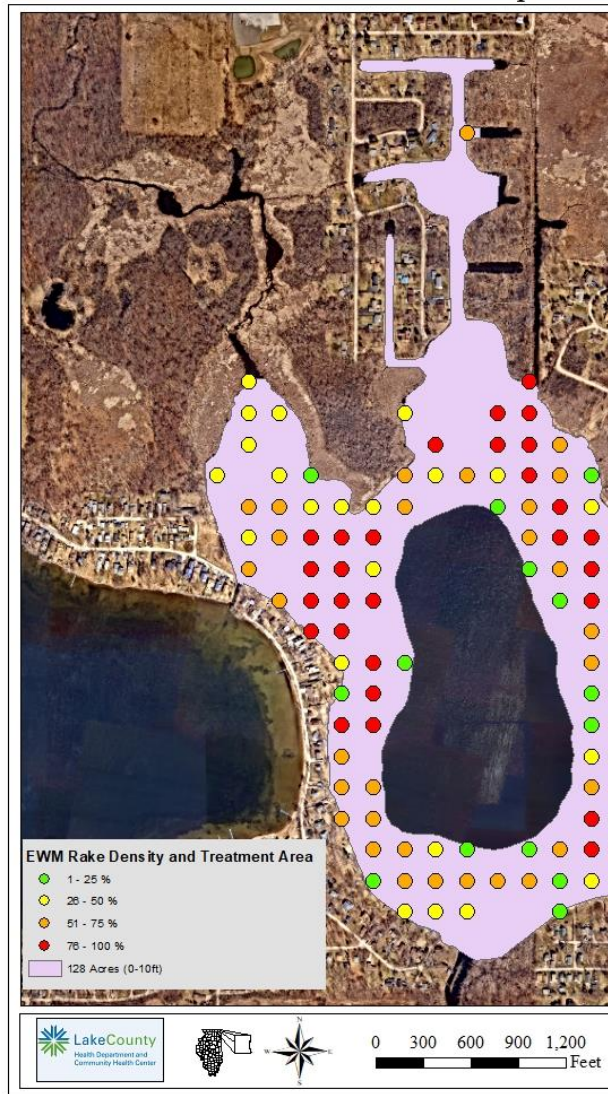 EWM Rake Density and Treatment Area
1 - 25 %
26 - 50 %
51 - 75 %
76 - 100 %
128 Acres (0-10ft)
LakeCounty
Health Department and
Community Health Center
N
W
E
S
0 300 600 900 1,200
Feet